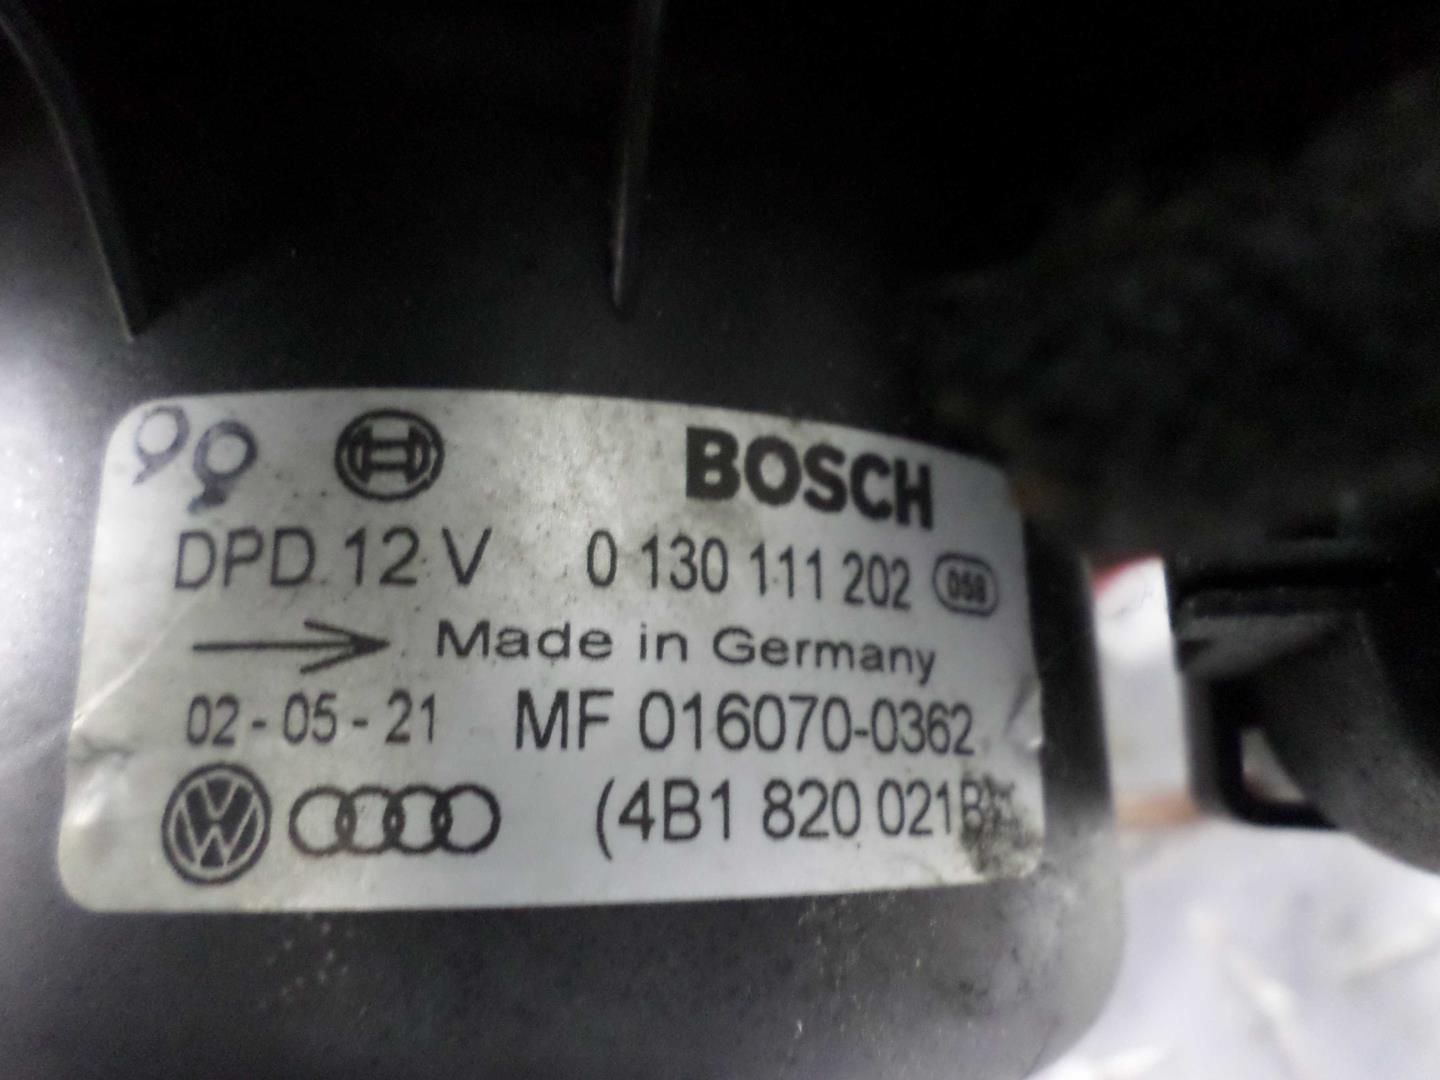 BOSCH
DPD 12 V 0 130 111 202 058
Made in Germany
02-05-21 MF 016070-0362
(4B1 820 021B)